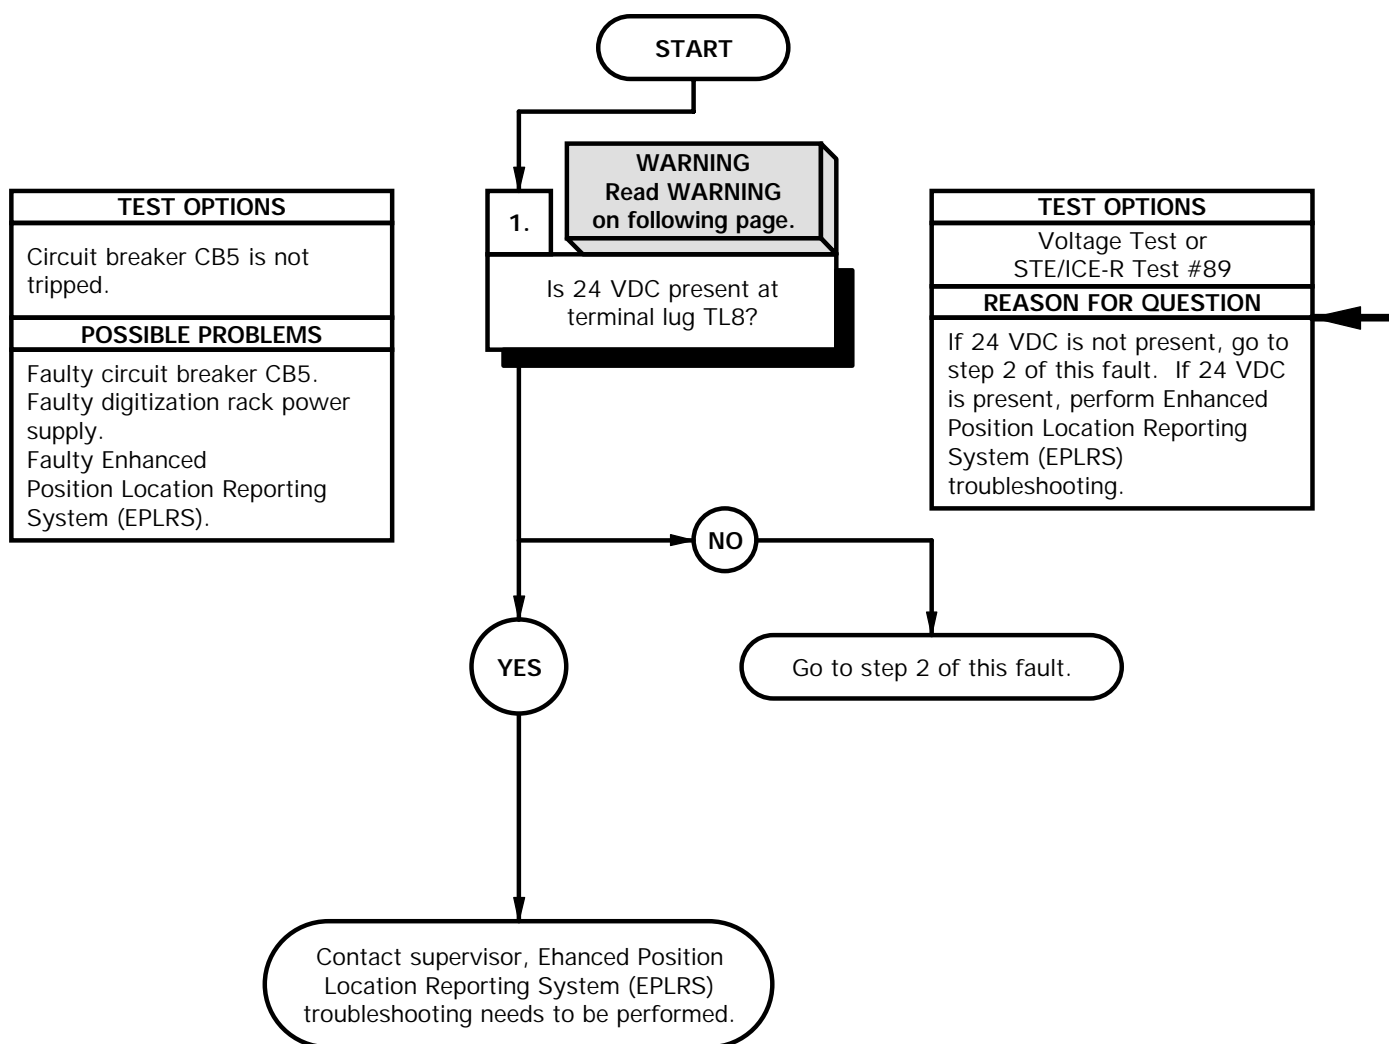 START
WARNING
Read WARNING
on following page.
1.
Is 24 VDC present at
terminal lug TL8?
TEST OPTIONS
Circuit breaker CB5 is not
tripped.
POSSIBLE PROBLEMS
Faulty circuit breaker CB5.
Faulty digitization rack power
supply.
Faulty Enhanced
Position Location Reporting
System (EPLRS).
TEST OPTIONS
Voltage Test or
STE/ICE-R Test #89
REASON FOR QUESTION
If 24 VDC is not present, go to
step 2 of this fault. If 24 VDC
is present, perform Enhanced
Position Location Reporting
System (EPLRS)
troubleshooting.
NO
YES
Go to step 2 of this fault.
Contact supervisor, Ehanced Position
Location Reporting System (EPLRS)
troubleshooting needs to be performed.